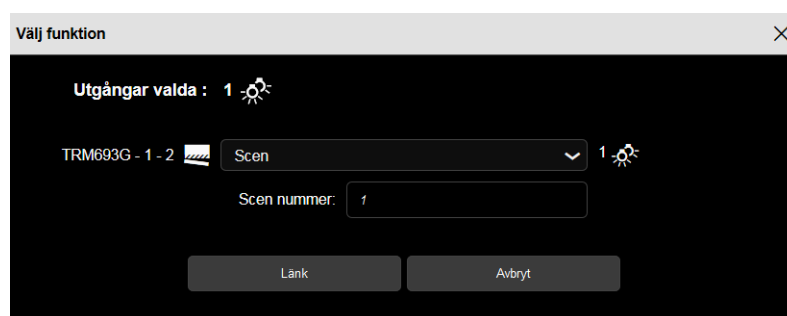 Välj funktion
Utgångar valda : 1
TRM693G - 1 - 2 Scen 1
Scen nummer: 1
Länk Avbryt